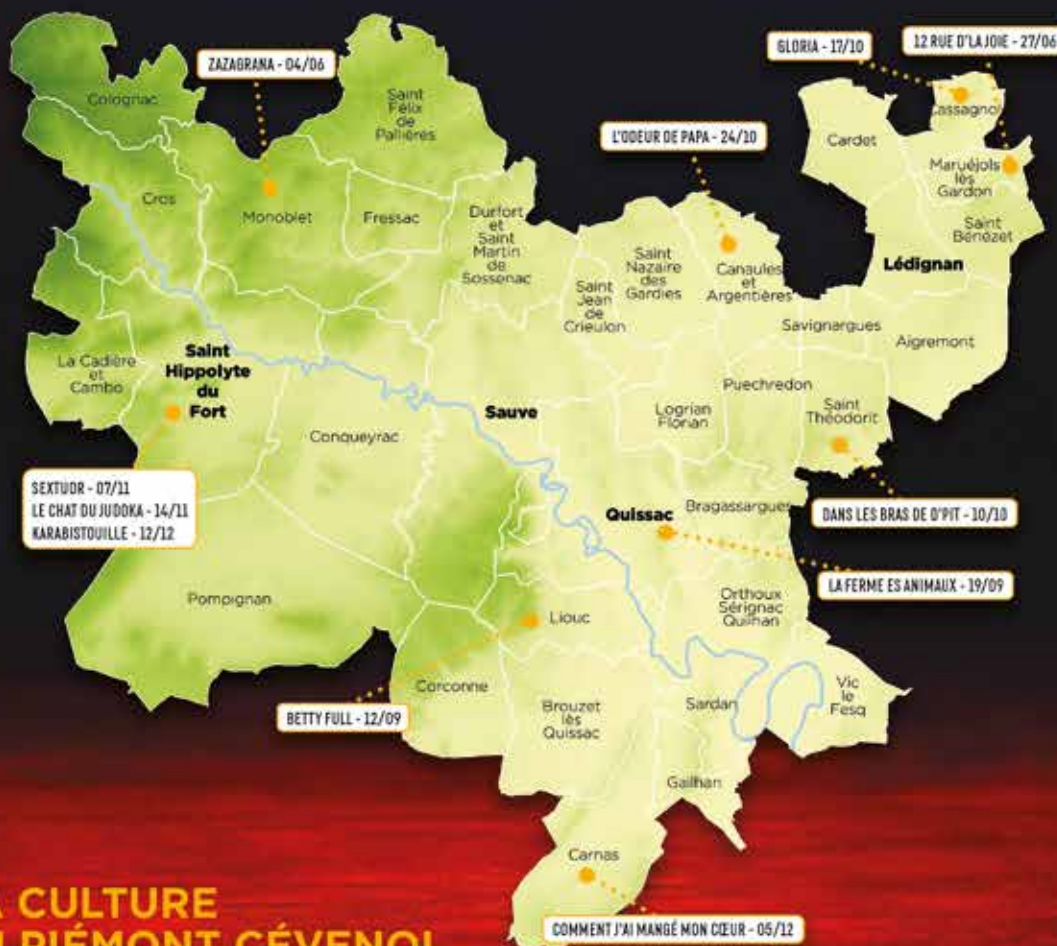 ZAZAGRANA - 04/06
GLORIA - 17/10
12 RUE D'LA JOIE - 27/06
L'ODEUR DE PAPA - 24/10
Colognac
Saint
Félix
de
Pallières
Cardet
Cassagnol
Maruéjols
lès
Gardon
Cros
Monoblet
Fressac
Durfort
et
Saint
Martin
de
Sossenac
Saint
Bénézet
Saint
Nazaire
des
Gardies
Canaules
et
Argentières
Lédignan
Saint
Jean
de
Crieulon
Savignargues
Aigremont
La Cadière
et
Cambo
Saint
Hippolyte
du
Fort
Puechredon
Sauve
Logrian
Florian
Saint
Théodorit
Conqueyrac
SEXTUOR - 07/11
LE CHAT DU JUDOKA - 14/11
KARABISTOUILLE - 12/12
Quissac
Bragassargues
DANS LES BRAS DE D'PIT - 10/10
LA FERME ES ANIMAUX - 19/09
Pompignan
Liouc
Orthoux
Sérignac
Quilhan
Corconne
BETTY FULL - 12/09
Brouzet
lès
Quissac
Sardan
Vic
le
Fesq
Gailhan
Carnas
COMMENT J'AI MANGÉ MON CŒUR - 05/12
CULTURE
PIÉMONT CÉVENOL